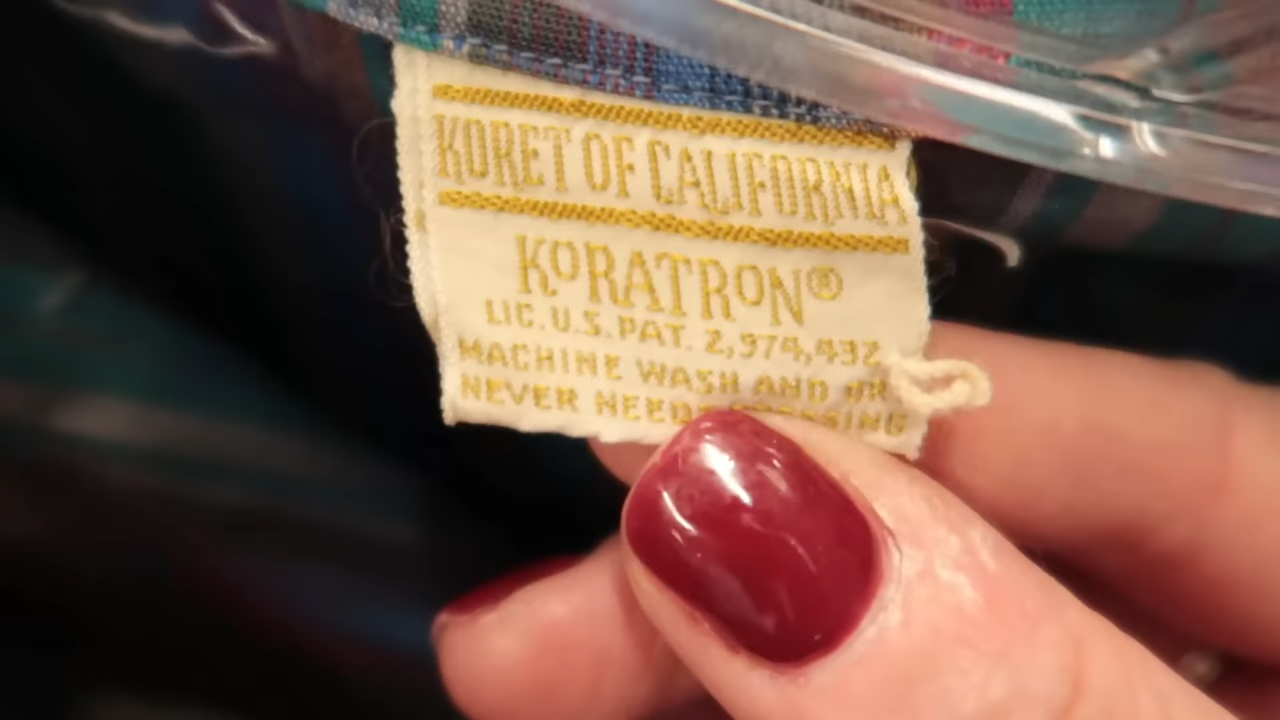 KORET OF CALIFORNIA
KORATRON®
LIC. U.S. PAT. 2,974,432
MACHINE WASH AND
NEVER